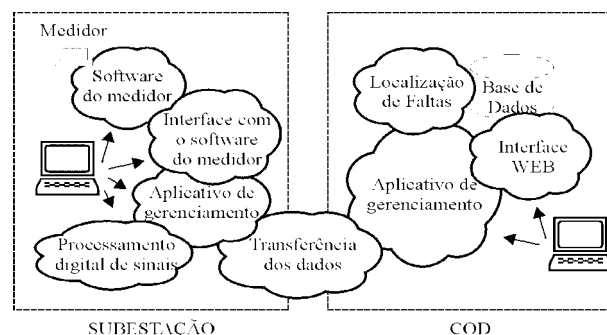 Medidor
Software
do medidor
Interface com
o software
do medidor
Aplicativo de
gerenciamento
Processamento
digital de sinais
Transferência
dos dados
Localização
de Faltas
Base de
Dados
Interface
WEB
Aplicativo de
gerenciamento
SUBESTAÇÃO
COD